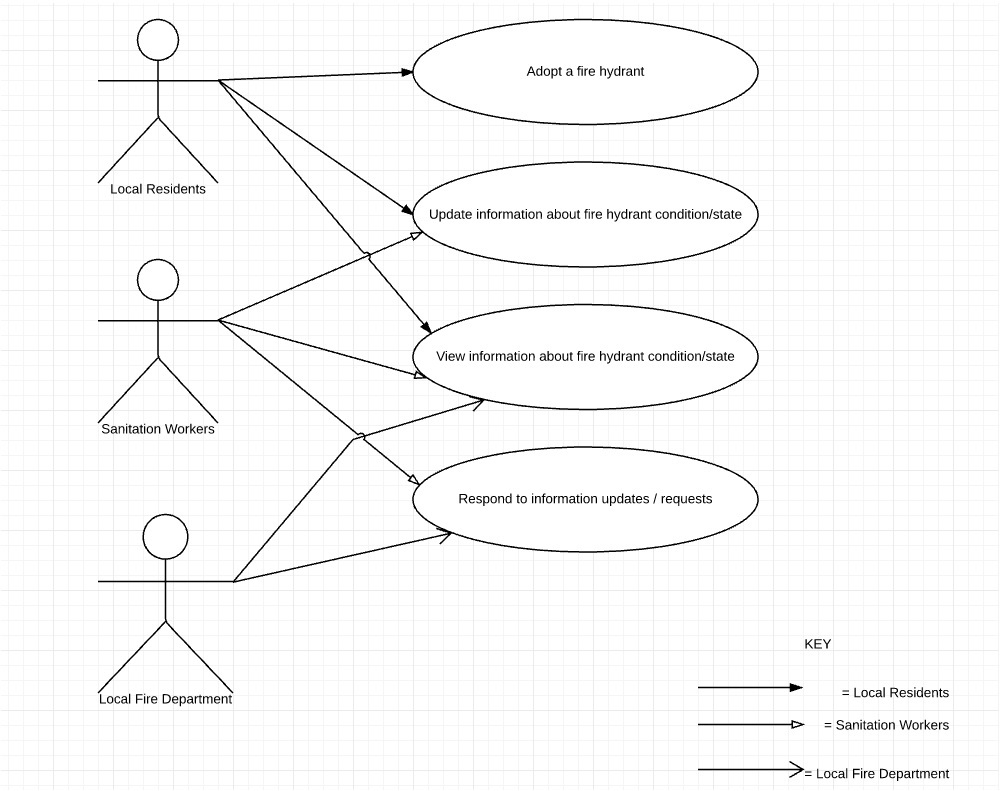 Adopt a fire hydrant
Local Residents
Update information about fire hydrant condition/state
View information about fire hydrant condition/state
Sanitation Workers
Respond to information updates / requests
Local Fire Department
KEY
= Local Residents
= Sanitation Workers
= Local Fire Department